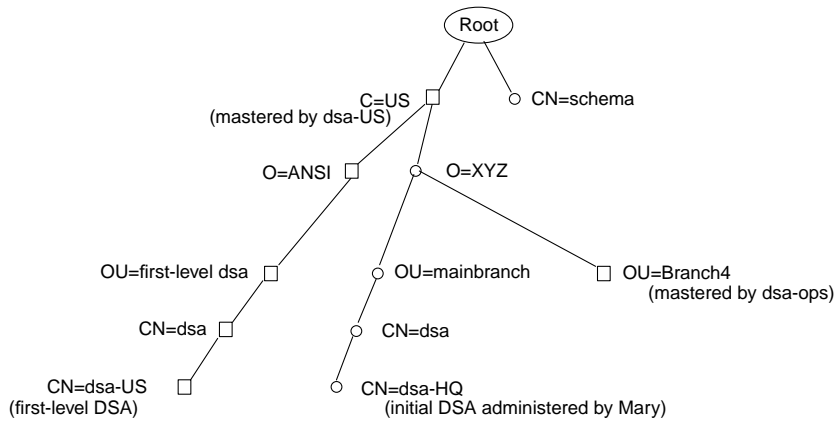 Root
C=US
(mastered by dsa-US)
CN=schema
O=ANSI
O=XYZ
OU=first-level dsa
OU=mainbranch
OU=Branch4
(mastered by dsa-ops)
CN=dsa
CN=dsa
CN=dsa-US
(first-level DSA)
CN=dsa-HQ
(initial DSA administered by Mary)